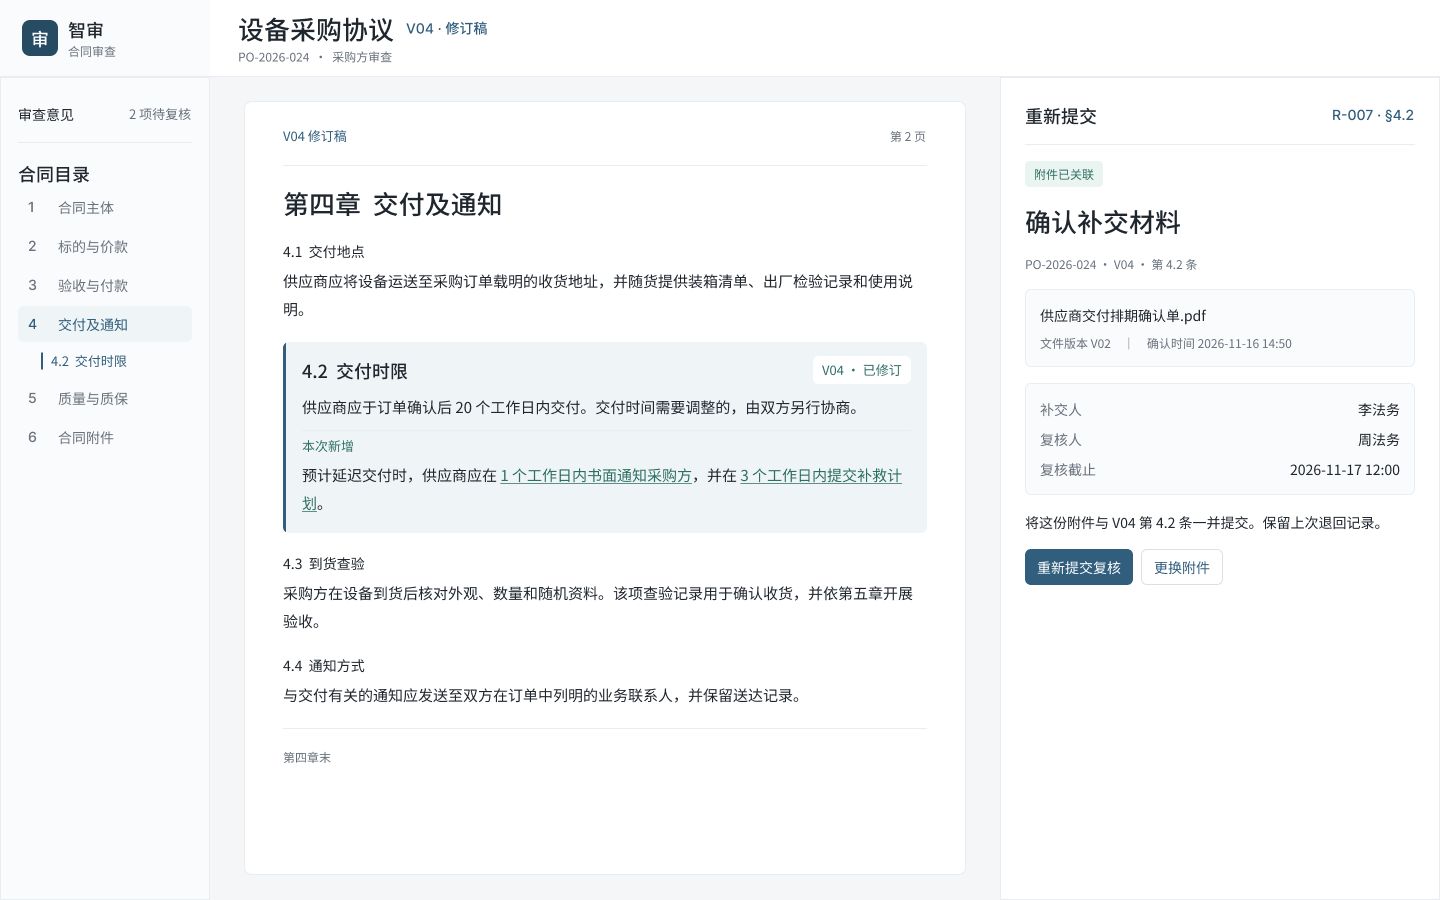 审
智审
合同审查
设备采购协议 V04 · 修订稿
PO-2026-024 • 采购方审查
审查意见 2 项待复核
合同目录
1 合同主体
2 标的与价款
3 验收与付款
4 交付及通知
4.2 交付时限
5 质量与质保
6 合同附件
V04 修订稿 第 2 页
第四章 交付及通知
4.1 交付地点
供应商应将设备运送至采购订单载明的收货地址，并随货提供装箱清单、出厂检验记录和使用说
明。
4.2 交付时限 V04 • 已修订
供应商应于订单确认后 20 个工作日内交付。交付时间需要调整的，由双方另行协商。
本次新增
预计延迟交付时，供应商应在 1 个工作日内书面通知采购方，并在 3 个工作日内提交补救计
划。
4.3 到货查验
采购方在设备到货后核对外观、数量和随机资料。该项查验记录用于确认收货，并依第五章开展
验收。
4.4 通知方式
与交付有关的通知应发送至双方在订单中列明的业务联系人，并保留送达记录。
第四章末
重新提交 R-007 · §4.2
附件已关联
确认补交材料
PO-2026-024 • V04 • 第 4.2 条
供应商交付排期确认单.pdf
文件版本 V02 | 确认时间 2026-11-16 14:50
补交人 李法务
复核人 周法务
复核截止 2026-11-17 12:00
将这份附件与 V04 第 4.2 条一并提交。保留上次退回记录。
重新提交复核 更换附件